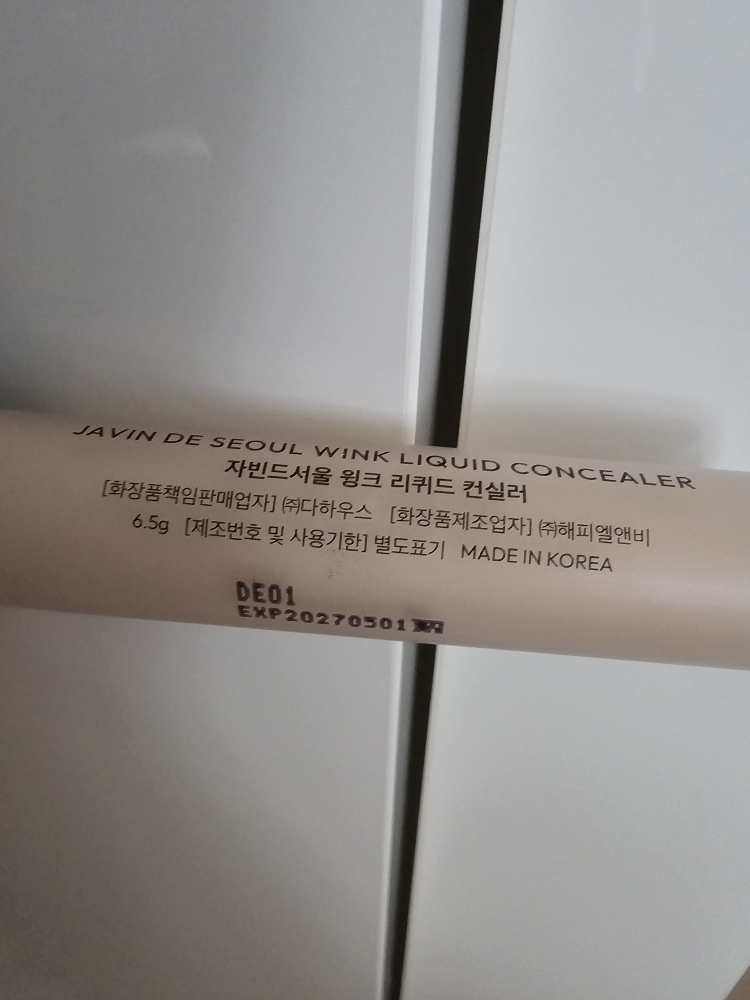 JAVIN DE SEOUL WINK LIQUID CONCEALER
자빈드서울 윙크 리퀴드 컨실러
[화장품책임판매업자] ㈜다하우스 [화장품제조업자] ㈜해피엘앤비
6.5g [제조번호 및 사용기한] 별도표기 MADE IN KOREA
DE01
EXP20270501